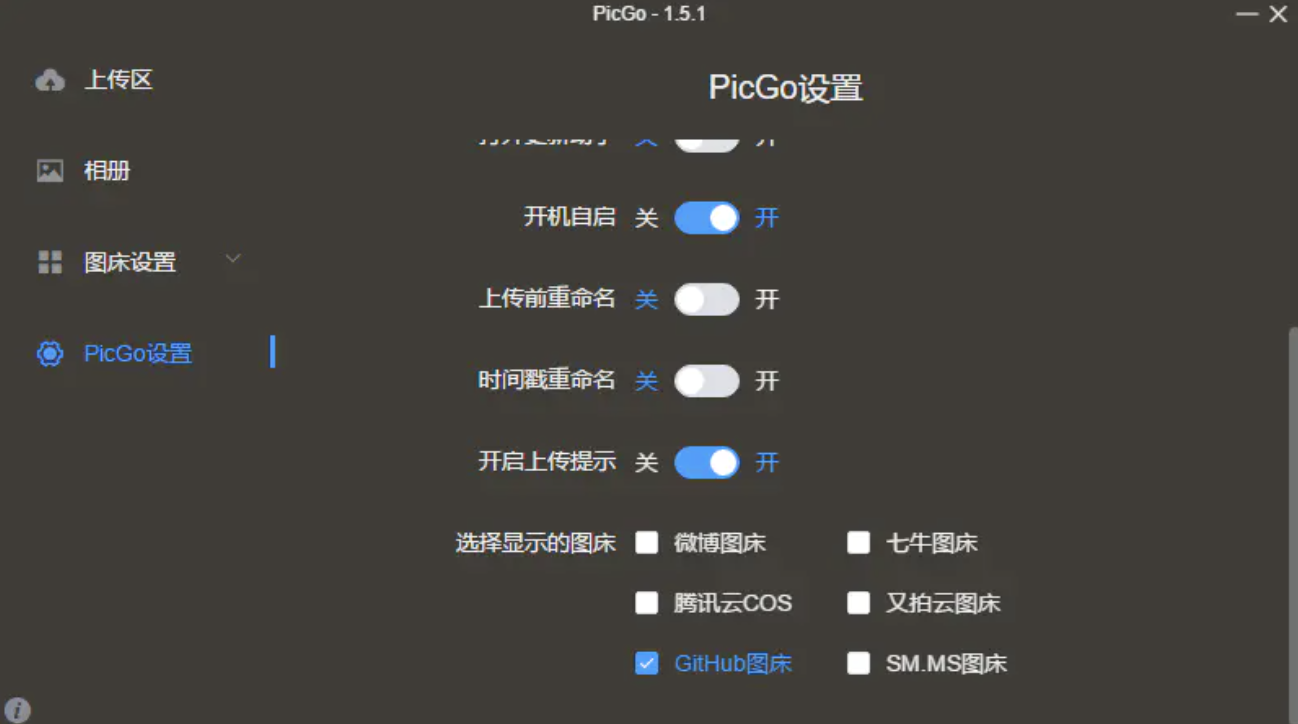 PicGo - 1.5.1
上传区
相册
图床设置
PicGo设置
PicGo设置
开机自启 关 开
上传前重命名 关 开
时间戳重命名 关 开
开启上传提示 关 开
选择显示的图床 微博图床 七牛图床
腾讯云COS 又拍云图床
GitHub图床 SM.MS图床